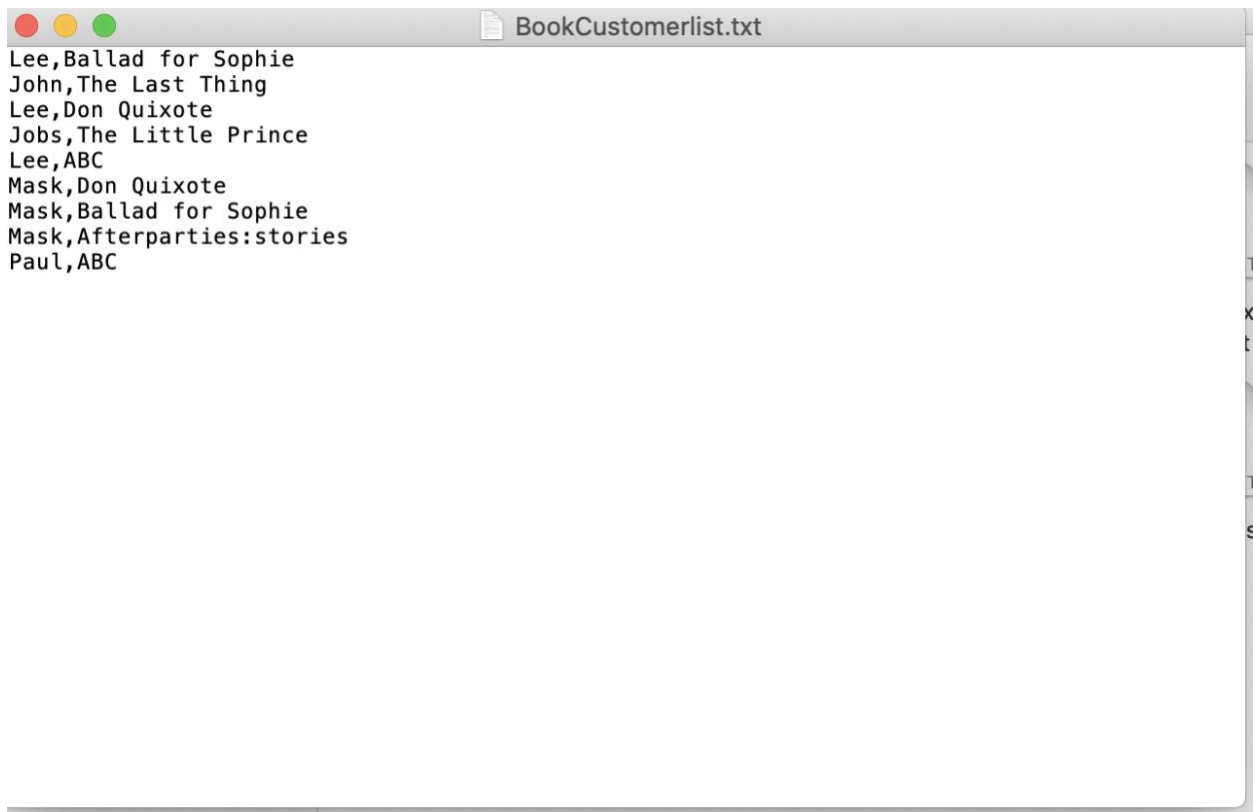 BookCustomerlist.txt
Lee,Ballad for Sophie
John,The Last Thing
Lee,Don Quixote
Jobs,The Little Prince
Lee,ABC
Mask,Don Quixote
Mask,Ballad for Sophie
Mask,Afterparties:stories
Paul,ABC